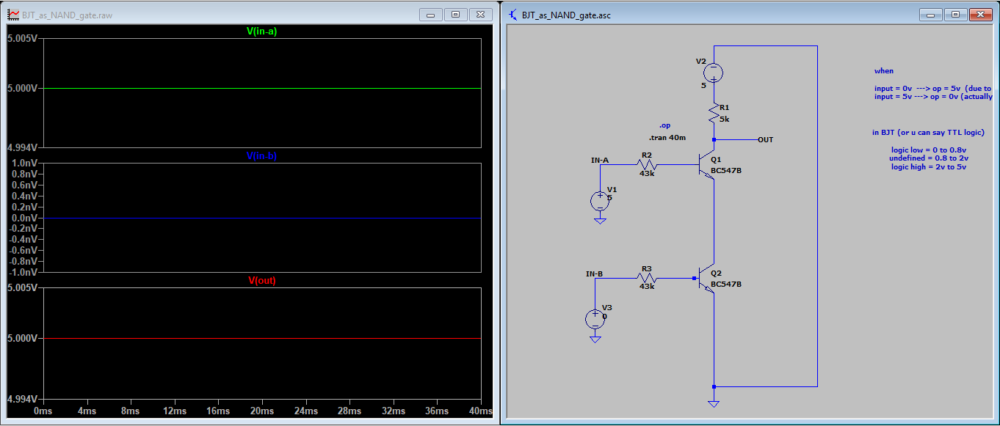 BJT_as_NAND_gate.raw
V(in-a)
5.005V
5.000V
4.994V
V(in-b)
1.0nV
0.8nV
0.6nV
0.4nV
0.2nV
0.0nV
-0.2nV
-0.4nV
-0.6nV
-0.8nV
-1.0nV
V(out)
5.005V
5.000V
4.994V
0ms 4ms 8ms 12ms 16ms 20ms 24ms 28ms 32ms 36ms 40ms
BJT_as_NAND_gate.asc
V2
5
R1
5k
.op
.tran 40m
OUT
IN-A
R2
43k
Q1
BC547B
V1
5
IN-B
R3
43k
Q2
BC547B
V3
0
when
input = 0v ---> op = 5v (due to
input = 5v ---> op = 0v (actually
in BJT (or u can say TTL logic)
logic low = 0 to 0.8v
undefined = 0.8 to 2v
logic high = 2v to 5v